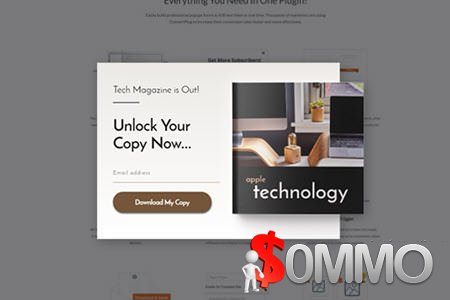 Everything You Need in One Plugin!
Get More Subscribers!
Tech Magazine is Out!
Unlock Your
Copy Now...
Email address
Download My Copy
apple
technology
$OMMO